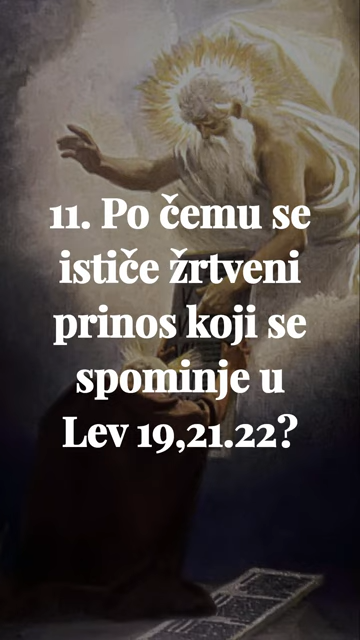 11. Po čemu se
ističe žrtveni
prinos koji se
spominje u
Lev 19,21.22?